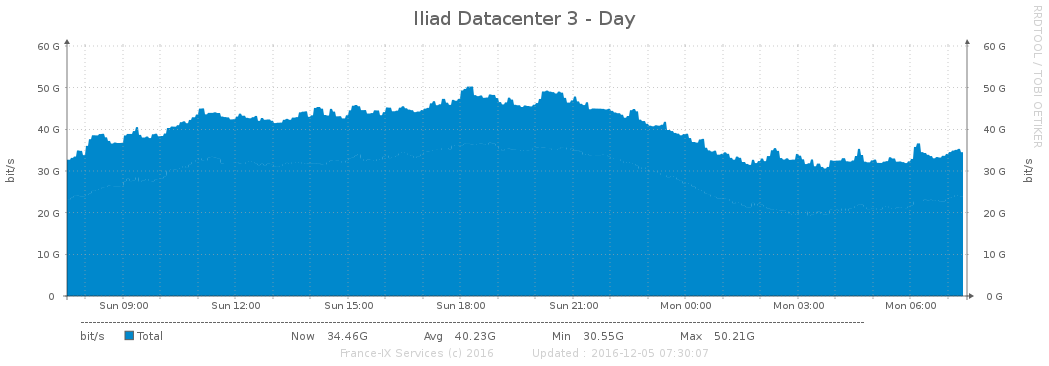 Iliad Datacenter 3 - Day
RRDTOOL / TOBI OETIKER
60 G 60 G
50 G 50 G
40 G 40 G
30 G 30 G
20 G 20 G
10 G 10 G
0 0 G
bit/s bit/s
Sun 09:00 Sun 12:00 Sun 15:00 Sun 18:00 Sun 21:00 Mon 00:00 Mon 03:00 Mon 06:00
bit/s Total Now 34.46G Avg 40.23G Min 30.55G Max 50.21G
France-IX Services (c) 2016 Updated : 2016-12-05 07:30:07